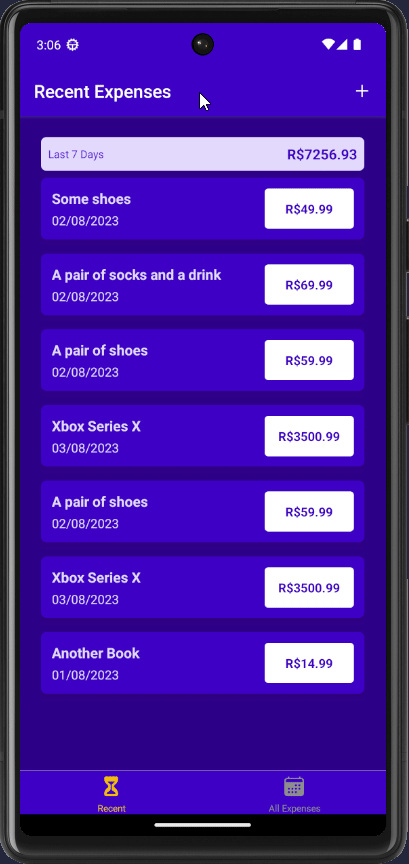 3:06
Recent Expenses
+
Last 7 Days R$7256.93
Some shoes
02/08/2023
R$49.99
A pair of socks and a drink
02/08/2023
R$69.99
A pair of shoes
02/08/2023
R$59.99
Xbox Series X
03/08/2023
R$3500.99
A pair of shoes
02/08/2023
R$59.99
Xbox Series X
03/08/2023
R$3500.99
Another Book
01/08/2023
R$14.99
Recent
All Expenses